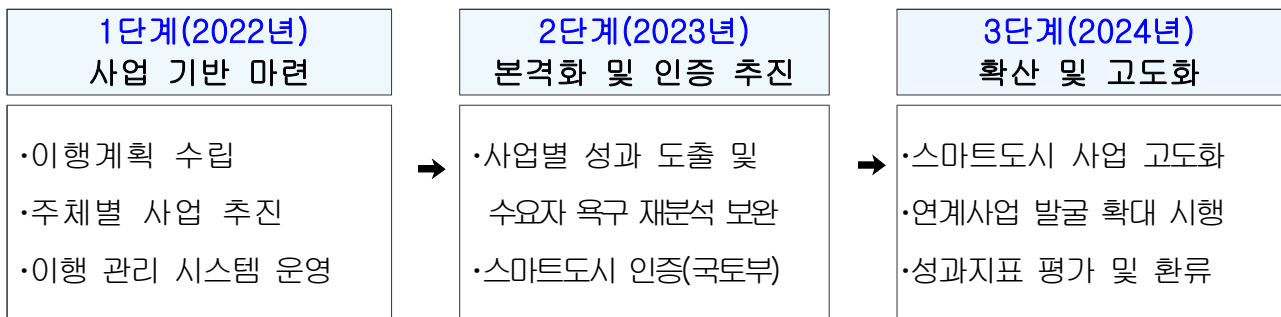 1단계(2022년)
사업 기반 마련
·이행계획 수립
·주체별 사업 추진
·이행 관리 시스템 운영
2단계(2023년)
본격화 및 인증 추진
·사업별 성과 도출 및
수요자 욕구 재분석 보완
·스마트도시 인증(국토부)
3단계(2024년)
확산 및 고도화
·스마트도시 사업 고도화
·연계사업 발굴 확대 시행
·성과지표 평가 및 환류